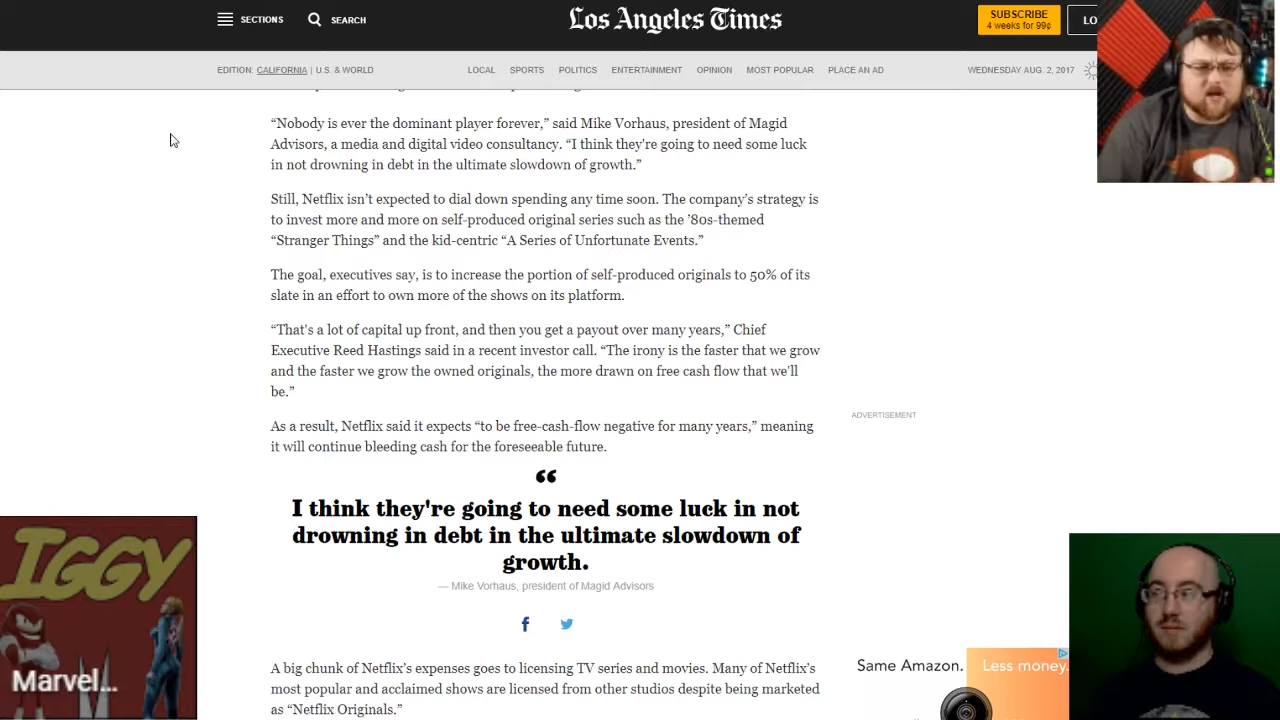 SECTIONS
SEARCH
Los Angeles Times
SUBSCRIBE
4 weeks for 99¢
LO
EDITION: CALIFORNIA | U.S. & WORLD
LOCAL SPORTS POLITICS ENTERTAINMENT OPINION MOST POPULAR PLACE AN AD
WEDNESDAY AUG. 2, 2017
“Nobody is ever the dominant player forever,” said Mike Vorhaus, president of Magid
Advisors, a media and digital video consultancy. “I think they're going to need some luck
in not drowning in debt in the ultimate slowdown of growth.”
Still, Netflix isn’t expected to dial down spending any time soon. The company’s strategy is
to invest more and more on self-produced original series such as the ’80s-themed
“Stranger Things” and the kid-centric “A Series of Unfortunate Events.”
The goal, executives say, is to increase the portion of self-produced originals to 50% of its
slate in an effort to own more of the shows on its platform.
“That's a lot of capital up front, and then you get a payout over many years,” Chief
Executive Reed Hastings said in a recent investor call. “The irony is the faster that we grow
and the faster we grow the owned originals, the more drawn on free cash flow that we'll
be.”
As a result, Netflix said it expects “to be free-cash-flow negative for many years,” meaning
it will continue bleeding cash for the foreseeable future.
ADVERTISEMENT
“
I think they're going to need some luck in not
drowning in debt in the ultimate slowdown of
growth.
— Mike Vorhaus, president of Magid Advisors
A big chunk of Netflix’s expenses goes to licensing TV series and movies. Many of Netflix’s
most popular and acclaimed shows are licensed from other studios despite being marketed
as “Netflix Originals.”
Same Amazon.
Less money.
IGGY
Marvel...